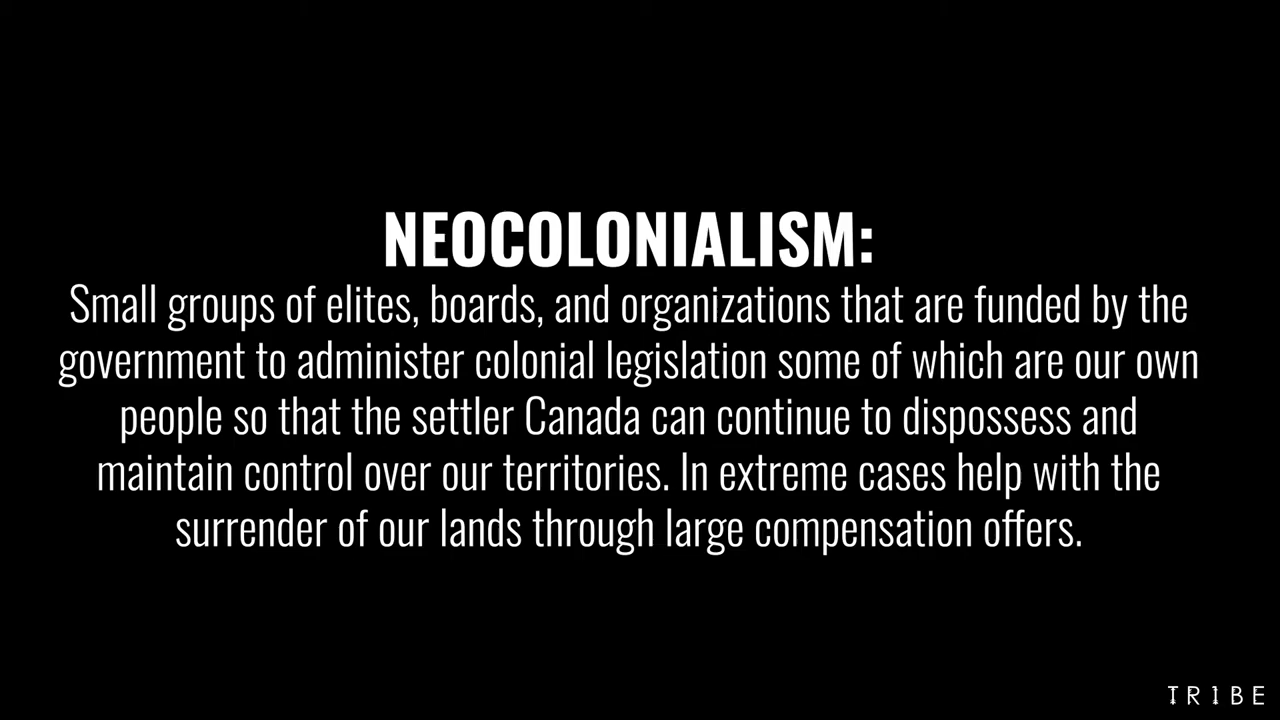 NEOCOLONIALISM:
Small groups of elites, boards, and organizations that are funded by the
government to administer colonial legislation some of which are our own
people so that the settler Canada can continue to dispossess and
maintain control over our territories. In extreme cases help with the
surrender of our lands through large compensation offers.
TR1BE